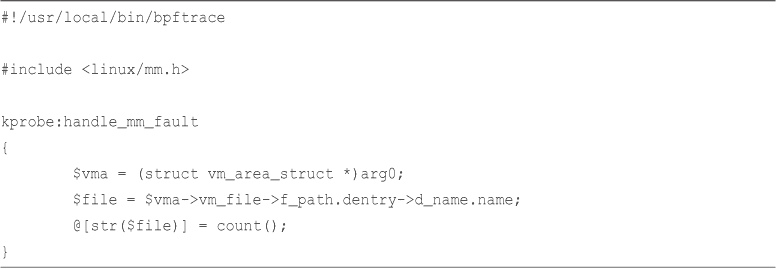 #!/usr/local/bin/bpftrace
#include <linux/mm.h>
kprobe:handle_mm_fault
{
        $vma = (struct vm_area_struct *)arg0;
        $file = $vma->vm_file->f_path.dentry->d_name.name;
        @[str($file)] = count();
}